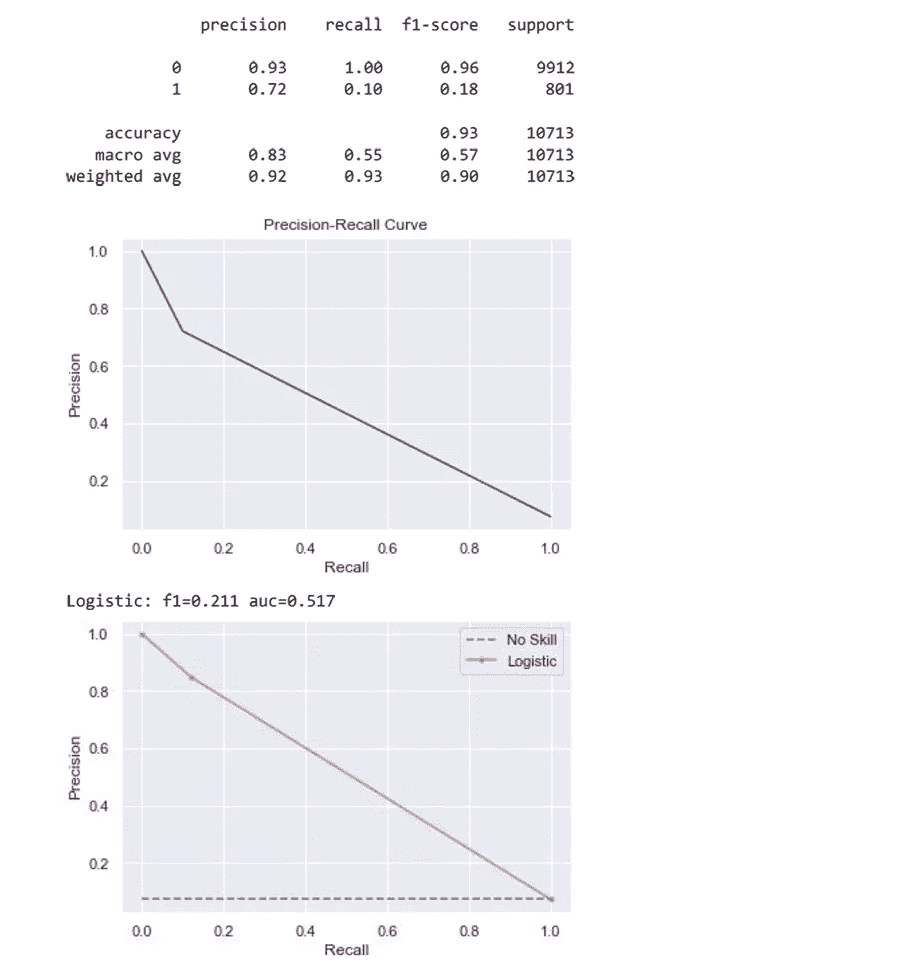 precision recall f1-score support
0 0.93 1.00 0.96 9912
1 0.72 0.10 0.18 801
accuracy 0.93 10713
macro avg 0.83 0.55 0.57 10713
weighted avg 0.92 0.93 0.90 10713
Precision-Recall Curve
1.0
0.8
0.6
0.4
0.2
Precision
0.0 0.2 0.4 0.6 0.8 1.0
Recall
Logistic: f1=0.211 auc=0.517
1.0
0.8
0.6
0.4
0.2
Precision
No Skill
Logistic
0.0 0.2 0.4 0.6 0.8 1.0
Recall